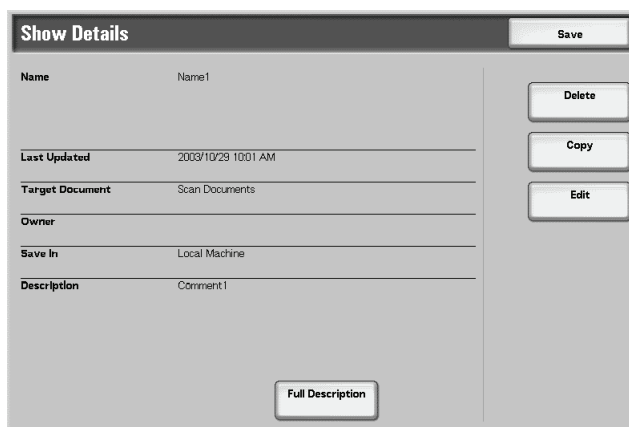 Show Details
Save
Name Name1
Delete
Copy
Last Updated 2003/10/29 10:01 AM
Target Document Scan Documents
Edit
Owner
Save In Local Machine
Description Comment1
Full Description